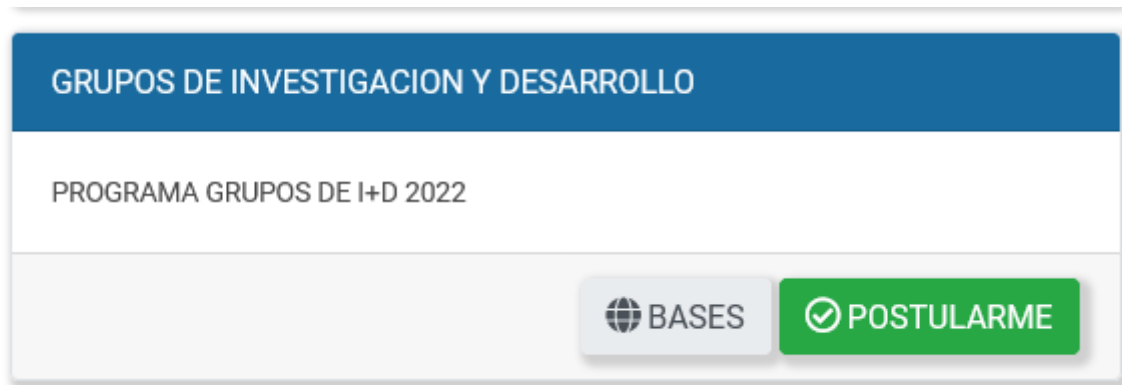 GRUPOS DE INVESTIGACION Y DESARROLLO
PROGRAMA GRUPOS DE I+D 2022
BASES POSTULARME